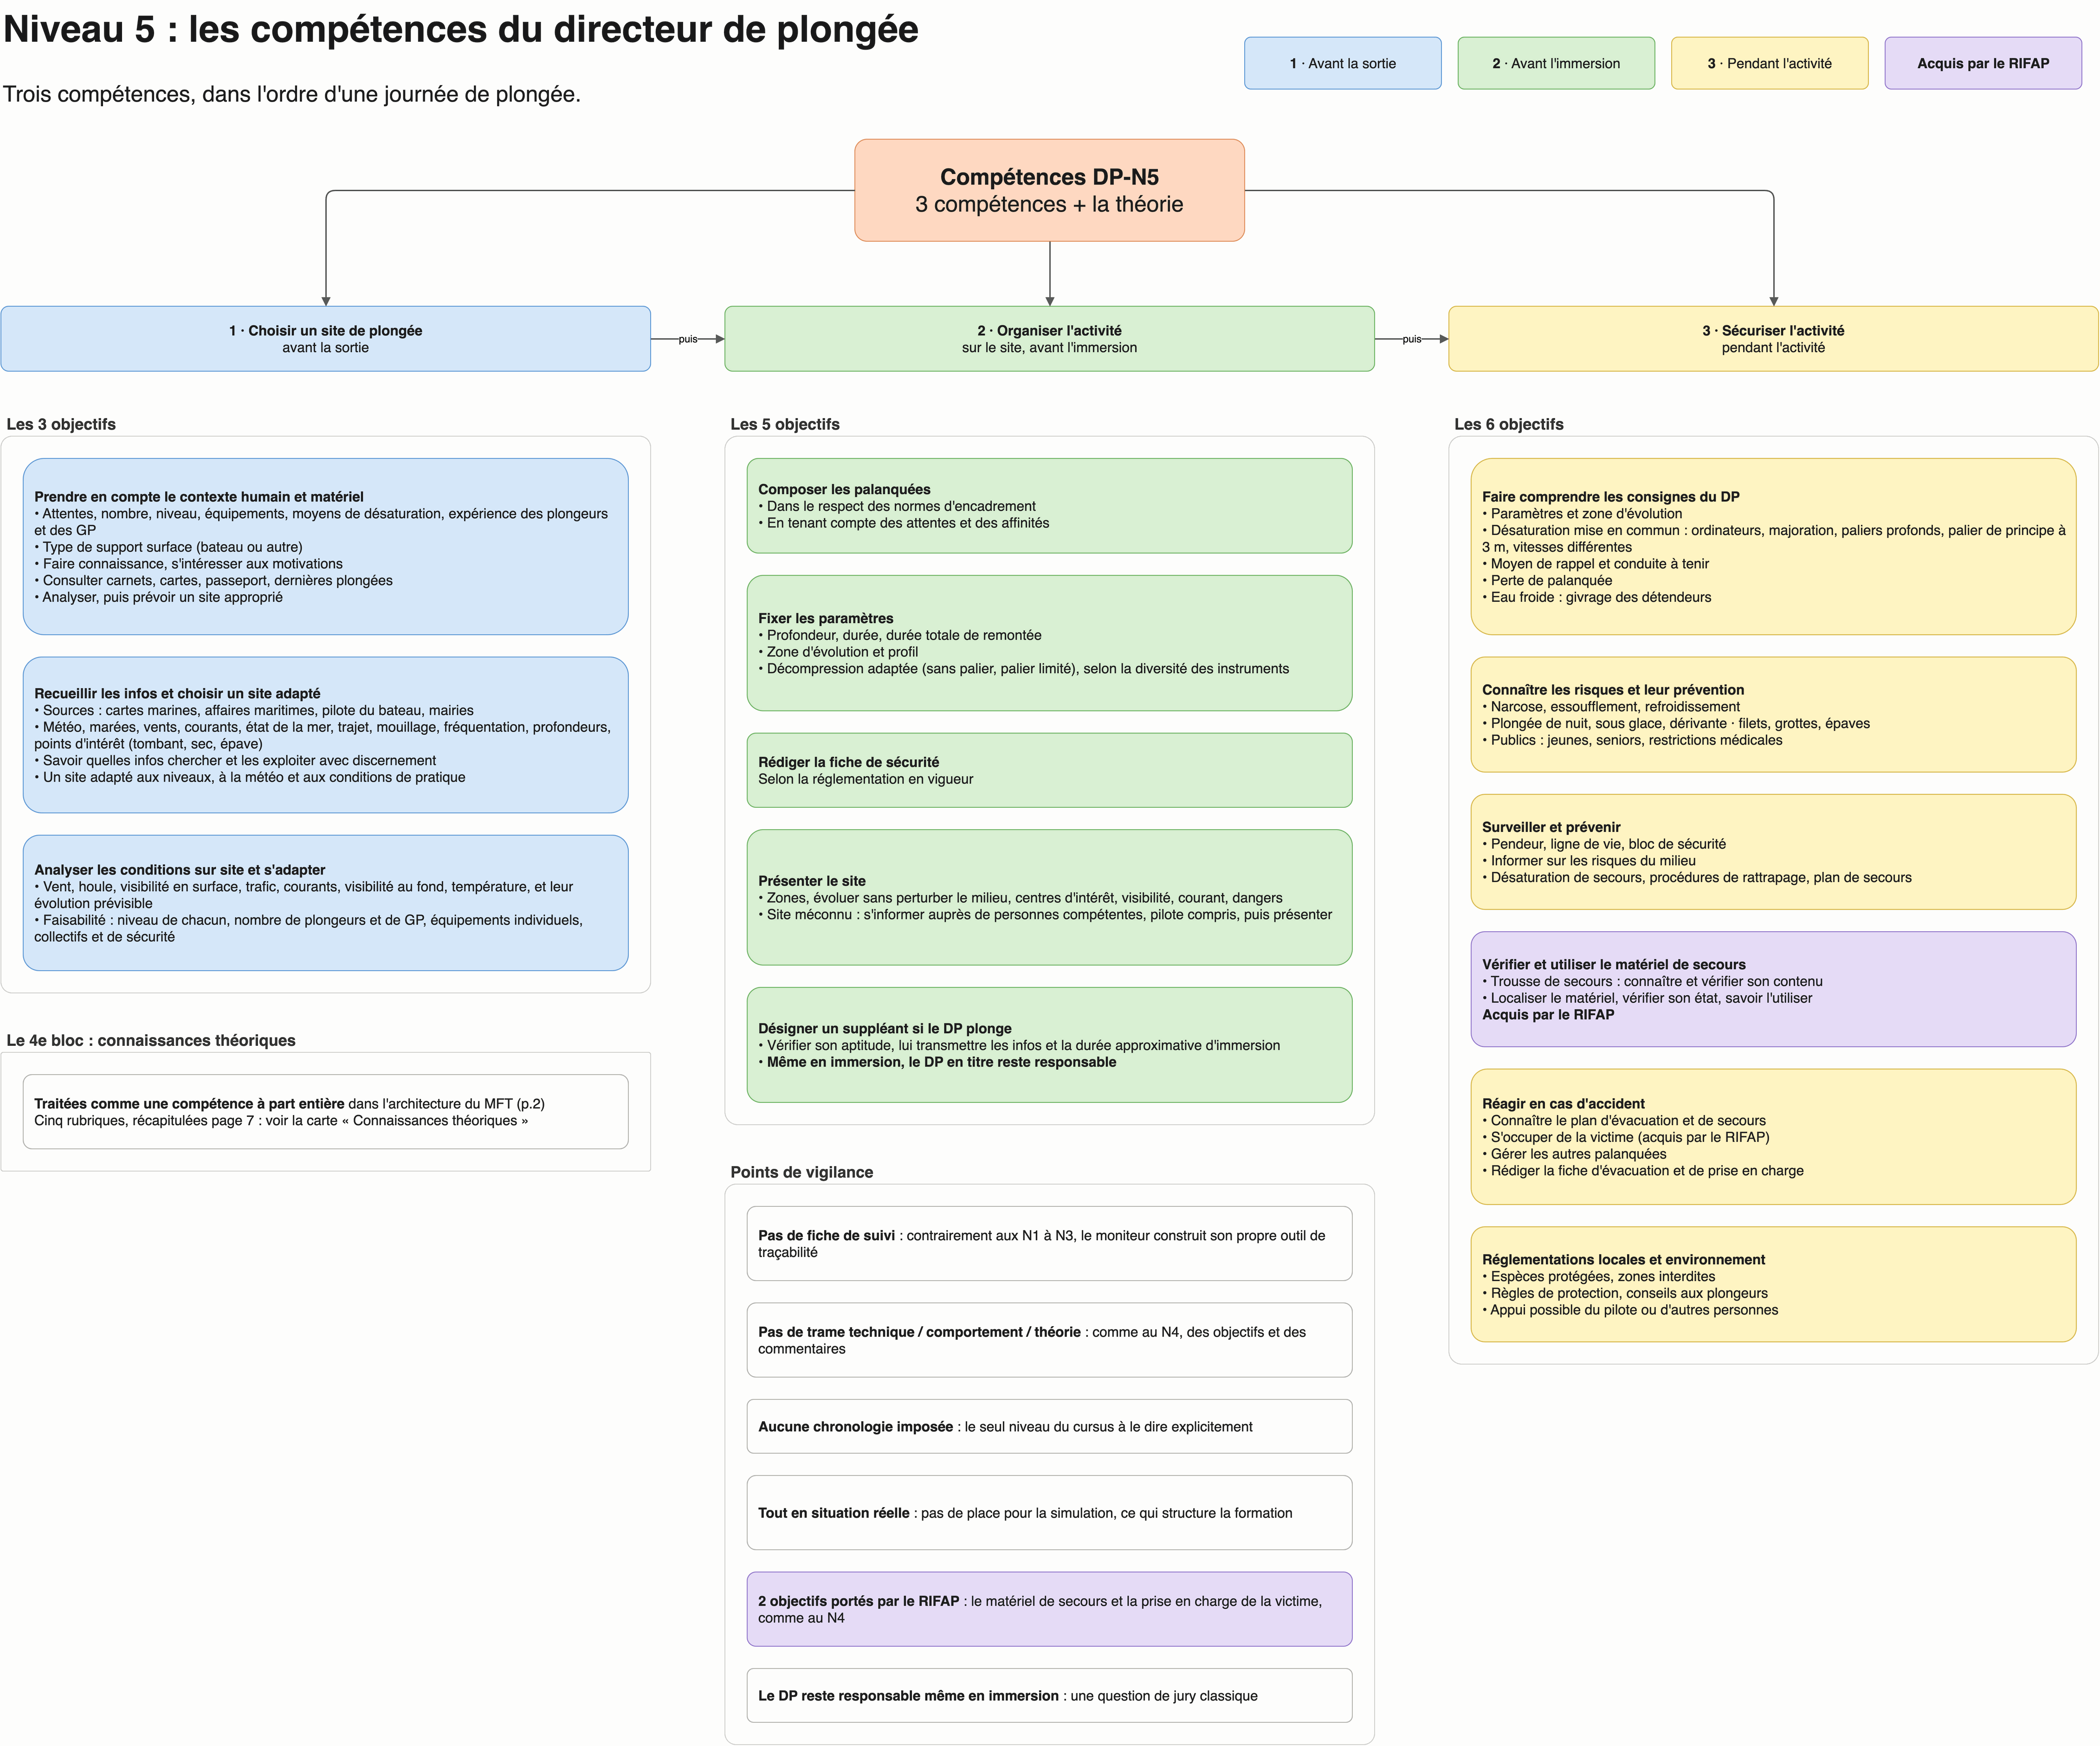 Niveau 5 : les compétences du directeur de plongée
Trois compétences, dans l'ordre d'une journée de plongée.
1 · Avant la sortie
2 · Avant l'immersion
3 · Pendant l'activité
Acquis par le RIFAP
Compétences DP-N5
3 compétences + la théorie
1 · Choisir un site de plongée
avant la sortie
puis
2 · Organiser l'activité
sur le site, avant l'immersion
puis
3 · Sécuriser l'activité
pendant l'activité
Les 3 objectifs
Prendre en compte le contexte humain et matériel
• Attentes, nombre, niveau, équipements, moyens de désaturation, expérience des plongeurs
et des GP
• Type de support surface (bateau ou autre)
• Faire connaissance, s'intéresser aux motivations
• Consulter carnets, cartes, passeport, dernières plongées
• Analyser, puis prévoir un site approprié
Recueillir les infos et choisir un site adapté
• Sources : cartes marines, affaires maritimes, pilote du bateau, mairies
• Météo, marées, vents, courants, état de la mer, trajet, mouillage, fréquentation, profondeurs,
points d'intérêt (tombant, sec, épave)
• Savoir quelles infos chercher et les exploiter avec discernement
• Un site adapté aux niveaux, à la météo et aux conditions de pratique
Analyser les conditions sur site et s'adapter
• Vent, houle, visibilité en surface, trafic, courants, visibilité au fond, température, et leur
évolution prévisible
• Faisabilité : niveau de chacun, nombre de plongeurs et de GP, équipements individuels,
collectifs et de sécurité
Le 4e bloc : connaissances théoriques
Traitées comme une compétence à part entière dans l'architecture du MFT (p.2)
Cinq rubriques, récapitulées page 7 : voir la carte « Connaissances théoriques »
Les 5 objectifs
Composer les palanquées
• Dans le respect des normes d'encadrement
• En tenant compte des attentes et des affinités
Fixer les paramètres
• Profondeur, durée, durée totale de remontée
• Zone d'évolution et profil
• Décompression adaptée (sans palier, palier limité), selon la diversité des instruments
Rédiger la fiche de sécurité
Selon la réglementation en vigueur
Présenter le site
• Zones, évoluer sans perturber le milieu, centres d'intérêt, visibilité, courant, dangers
• Site méconnu : s'informer auprès de personnes compétentes, pilote compris, puis présenter
Désigner un suppléant si le DP plonge
• Vérifier son aptitude, lui transmettre les infos et la durée approximative d'immersion
• Même en immersion, le DP en titre reste responsable
Points de vigilance
Pas de fiche de suivi : contrairement aux N1 à N3, le moniteur construit son propre outil de
traçabilité
Pas de trame technique / comportement / théorie : comme au N4, des objectifs et des
commentaires
Aucune chronologie imposée : le seul niveau du cursus à le dire explicitement
Tout en situation réelle : pas de place pour la simulation, ce qui structure la formation
2 objectifs portés par le RIFAP : le matériel de secours et la prise en charge de la victime,
comme au N4
Le DP reste responsable même en immersion : une question de jury classique
Les 6 objectifs
Faire comprendre les consignes du DP
• Paramètres et zone d'évolution
• Désaturation mise en commun : ordinateurs, majoration, paliers profonds, palier de principe à
3 m, vitesses différentes
• Moyen de rappel et conduite à tenir
• Perte de palanquée
• Eau froide : givrage des détendeurs
Connaître les risques et leur prévention
• Narcose, essoufflement, refroidissement
• Plongée de nuit, sous glace, dérivante · filets, grottes, épaves
• Publics : jeunes, seniors, restrictions médicales
Surveiller et prévenir
• Pendeur, ligne de vie, bloc de sécurité
• Informer sur les risques du milieu
• Désaturation de secours, procédures de rattrapage, plan de secours
Vérifier et utiliser le matériel de secours
• Trousse de secours : connaître et vérifier son contenu
• Localiser le matériel, vérifier son état, savoir l'utiliser
Acquis par le RIFAP
Réagir en cas d'accident
• Connaître le plan d'évacuation et de secours
• S'occuper de la victime (acquis par le RIFAP)
• Gérer les autres palanquées
• Rédiger la fiche d'évacuation et de prise en charge
Réglementations locales et environnement
• Espèces protégées, zones interdites
• Règles de protection, conseils aux plongeurs
• Appui possible du pilote ou d'autres personnes